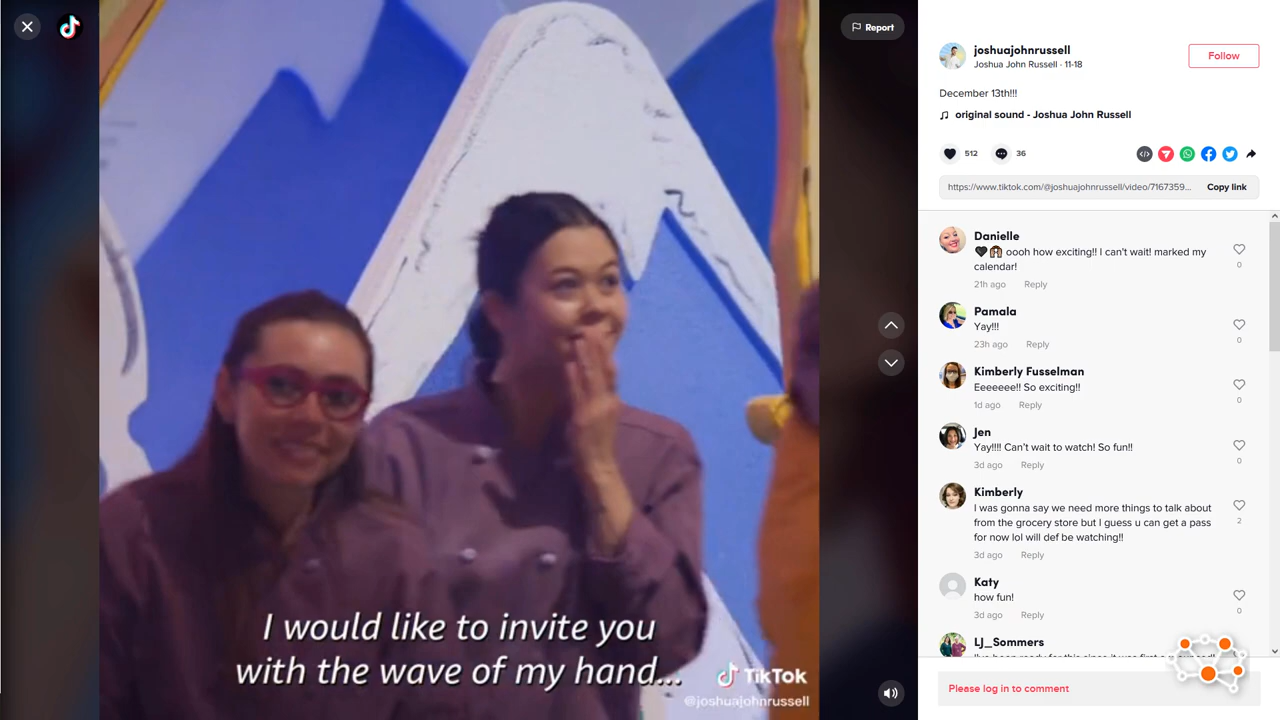 Report
I would like to invite you
with the wave of my hand...
TikTok
@joshuajohnrussell
joshuajohnrussell
Joshua John Russell · 11-18
Follow
December 13th!!!
original sound - Joshua John Russell
512
36
https://www.tiktok.com/@joshuajohnrussell/video/7167359...
Copy link
Danielle
oooh how exciting!! I can't wait! marked my
calendar!
0
21h ago
Reply
Pamala
Yay!!!
0
23h ago
Reply
Kimberly Fusselman
Eeeeeee!! So exciting!!
0
1d ago
Reply
Jen
Yay!!!! Can't wait to watch! So fun!!
0
3d ago
Reply
Kimberly
I was gonna say we need more things to talk about
from the grocery store but I guess u can get a pass
for now lol will def be watching!!
2
3d ago
Reply
Katy
how fun!
0
3d ago
Reply
LJ_Sommers
Please log in to comment